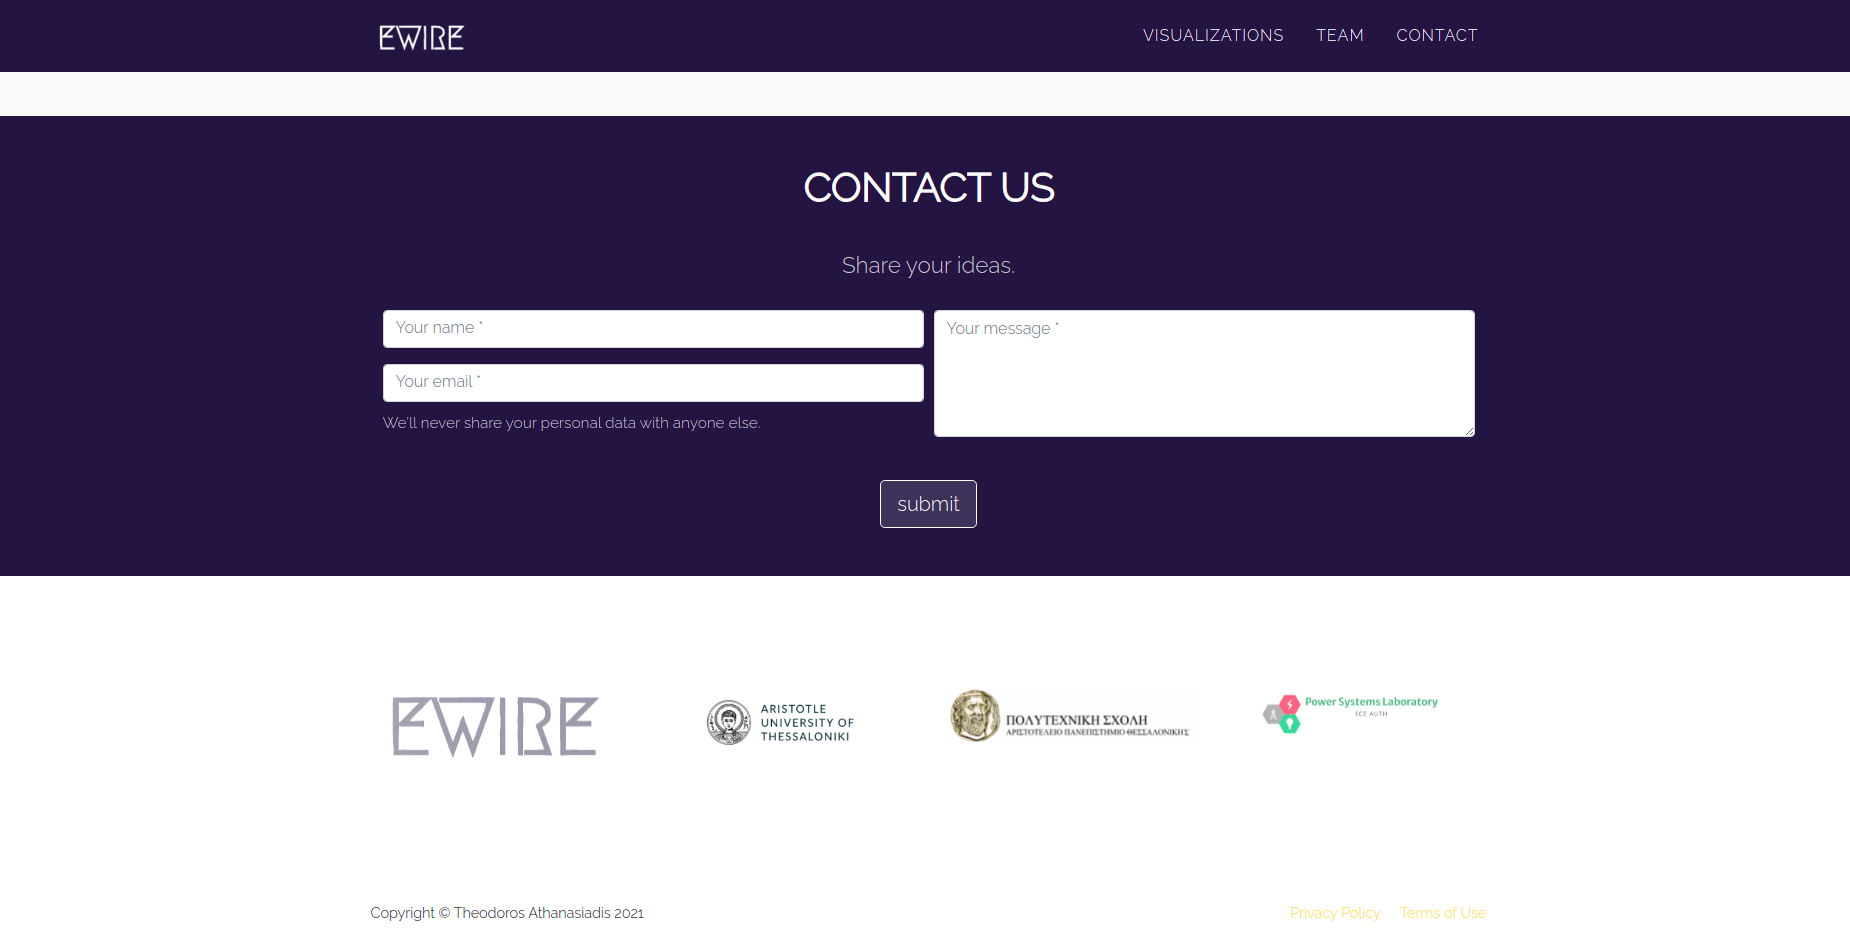 EWIRE
VISUALIZATIONS TEAM CONTACT
CONTACT US
Share your ideas.
Your name *
Your message *
Your email *
We'll never share your personal data with anyone else.
submit
EWIRE
ARISTOTLE
UNIVERSITY OF
THESSALONIKI
ΠΟΛΥΤΕΧΝΙΚΗ ΣΧΟΛΗ
ΑΡΙΣΤΟΤΕΛΕΙΟ ΠΑΝΕΠΙΣΤΗΜΙΟ ΘΕΣΣΑΛΟΝΙΚΗΣ
Power Systems Laboratory
ECE AUTH
Copyright © Theodoros Athanasiadis 2021
Privacy Policy Terms of Use